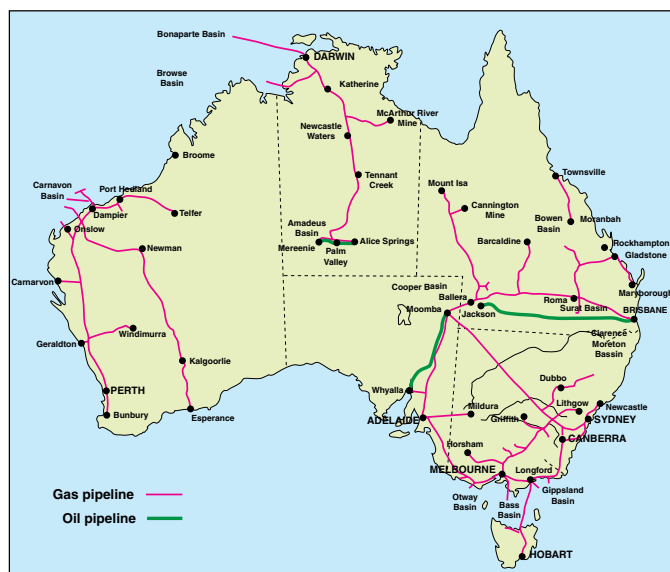 Bonaparte Basin
DARWIN
Browse
Basin
Katherine
McArthur River
Mine
Newcastle
Waters
Broome
Tennant
Creek
Mount Isa
Townsville
Cannington
Mine
Carnavon
Basin
Port Hedland
Dampier
Telfer
Onslow
Bowen
Basin
Moranbah
Amadeus
Basin
Mereenie
Palm
Valley
Alice Springs
Barcaldine
Rockhampton
Gladstone
Newman
Carnarvon
Cooper Basin
Ballera
Moomba
Jackson
Roma
Surat Basin
Maryborough
BRISBANE
Windimurra
Geraldton
Clarence
Moreton
Bassin
Kalgoorlie
Dubbo
PERTH
Bunbury
Esperance
Whyalla
Mildura
Lithgow
Newcastle
ADELAIDE
Griffith
SYDNEY
CANBERRA
Horsham
MELBOURNE
Longford
Otway
Basin
Bass
Basin
Gippsland
Basin
Gas pipeline
Oil pipeline
HOBART